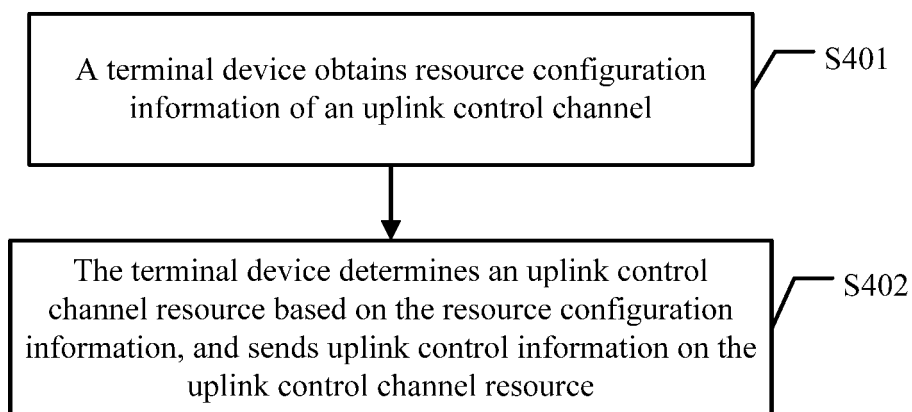 A terminal device obtains resource configuration
information of an uplink control channel
S401
The terminal device determines an uplink control
channel resource based on the resource configuration
information, and sends uplink control information on the
uplink control channel resource
S402